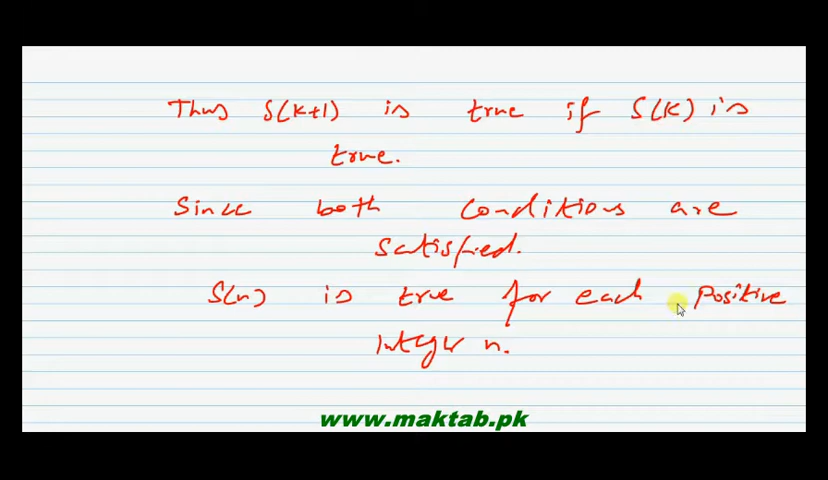 Thus S(k+1) is true if S(k) is
true.
Since both conditions are
satisfied.
S(n) is true for each positive
Integer n.
www.maktab.pk